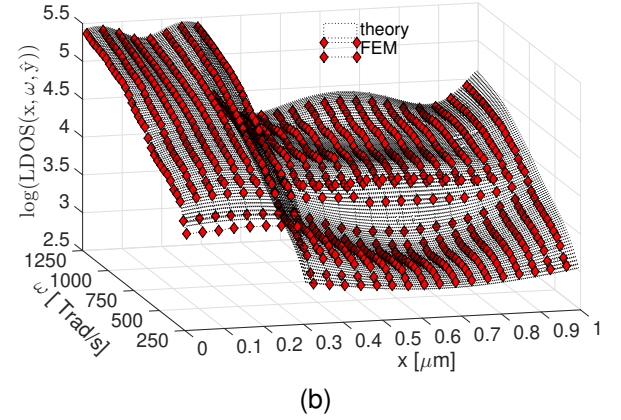 5.5
5
4.5
4
3.5
3
2.5
log(LDOS(x, ω, ŷ))
theory
FEM
1250
1000
750
500
250
ω [ Trad/s]
0 0.1 0.2 0.3 0.4 0.5 0.6 0.7 0.8 0.9 1
x [μm]
(b)